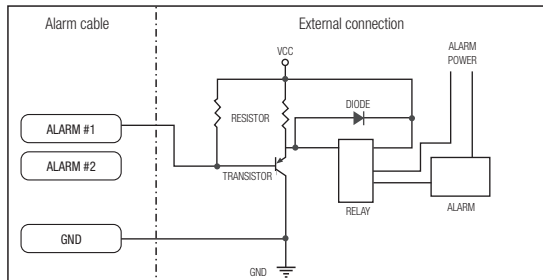 Alarm cable
External connection
VCC
ALARM
POWER
DIODE
RESISTOR
ALARM #1
ALARM #2
TRANSISTOR
RELAY
ALARM
GND
GND